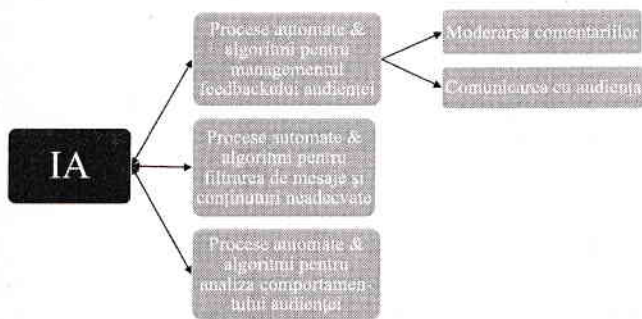 IA
Procese automate &
algoritmi pentru
managementul
feedbackului audienței
Moderarea comentariilor
Comunicarea cu audiența
Procese automate &
algoritmi pentru
filtrarea de mesaje și
conținuturi neadecvate
Procese automate &
algoritmi pentru
analiza comportamen-
tului audienței